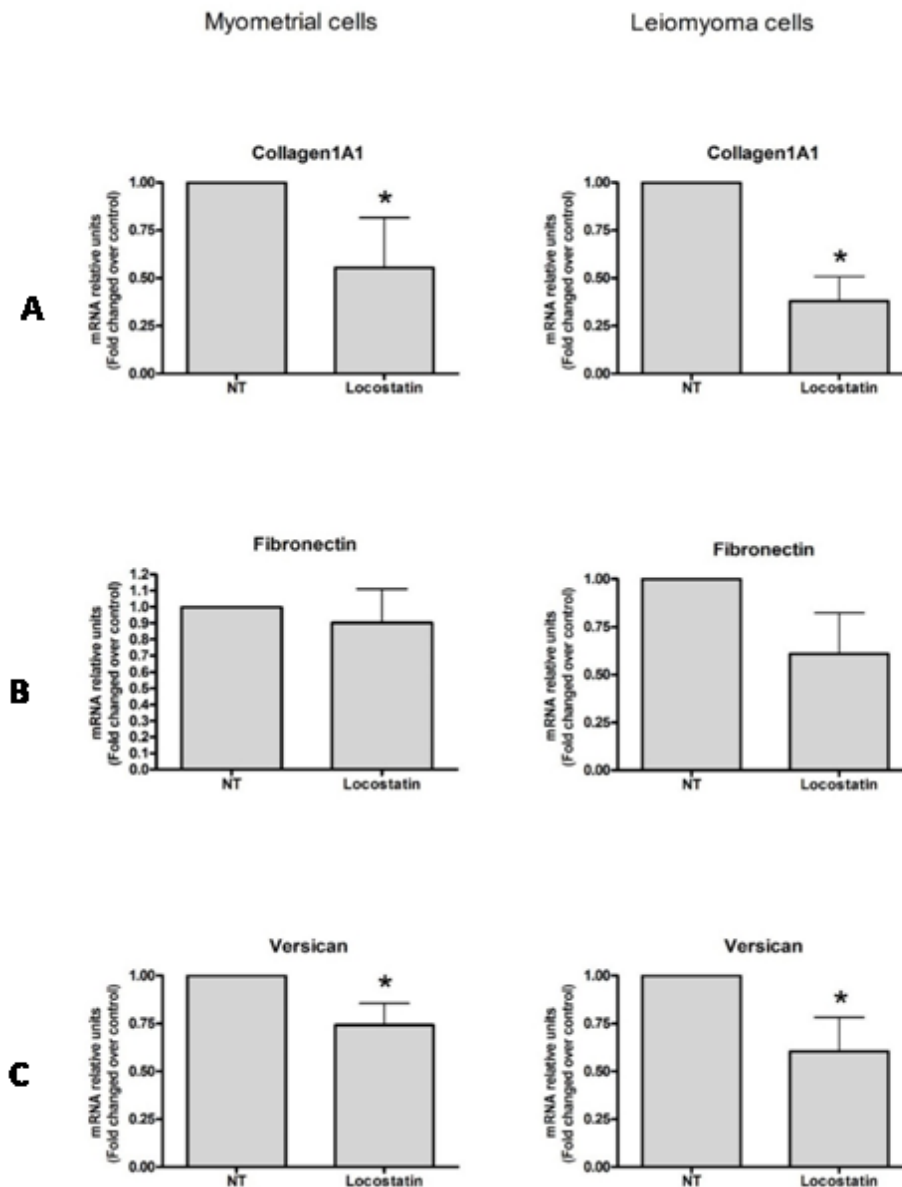 Myometrial cells
Leiomyoma cells
A
Collagen1A1
mRNA relative units
(Fold changed over control)
1.00
0.75
0.50
0.25
0.00
*
NT
Locostatin
Collagen1A1
mRNA relative units
(Fold changed over control)
1.00
0.75
0.50
0.25
0.00
*
NT
Locostatin
B
Fibronectin
mRNA relative units
(Fold changed over control)
1.2
1.1
1.0
0.9
0.8
0.7
0.6
0.5
0.4
0.3
0.2
0.1
0.0
NT
Locostatin
Fibronectin
mRNA relative units
(Fold changed over control)
1.00
0.75
0.50
0.25
0.00
NT
Locostatin
C
Versican
mRNA relative units
(Fold changed over control)
1.00
0.75
0.50
0.25
0.00
*
NT
Locostatin
Versican
mRNA relative units
(Fold changed over control)
1.00
0.75
0.50
0.25
0.00
*
NT
Locostatin